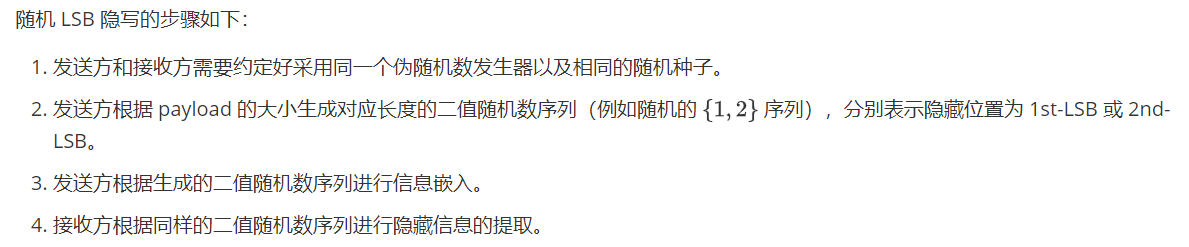 随机 LSB 隐写的步骤如下：
1. 发送方和接收方需要约定好采用同一个伪随机数发生器以及相同的随机种子。
2. 发送方根据 payload 的大小生成对应长度的二值随机数序列（例如随机的 {1, 2} 序列），分别表示隐藏位置为 1st-LSB 或 2nd-
LSB。
3. 发送方根据生成的二值随机数序列进行信息嵌入。
4. 接收方根据同样的二值随机数序列进行隐藏信息的提取。